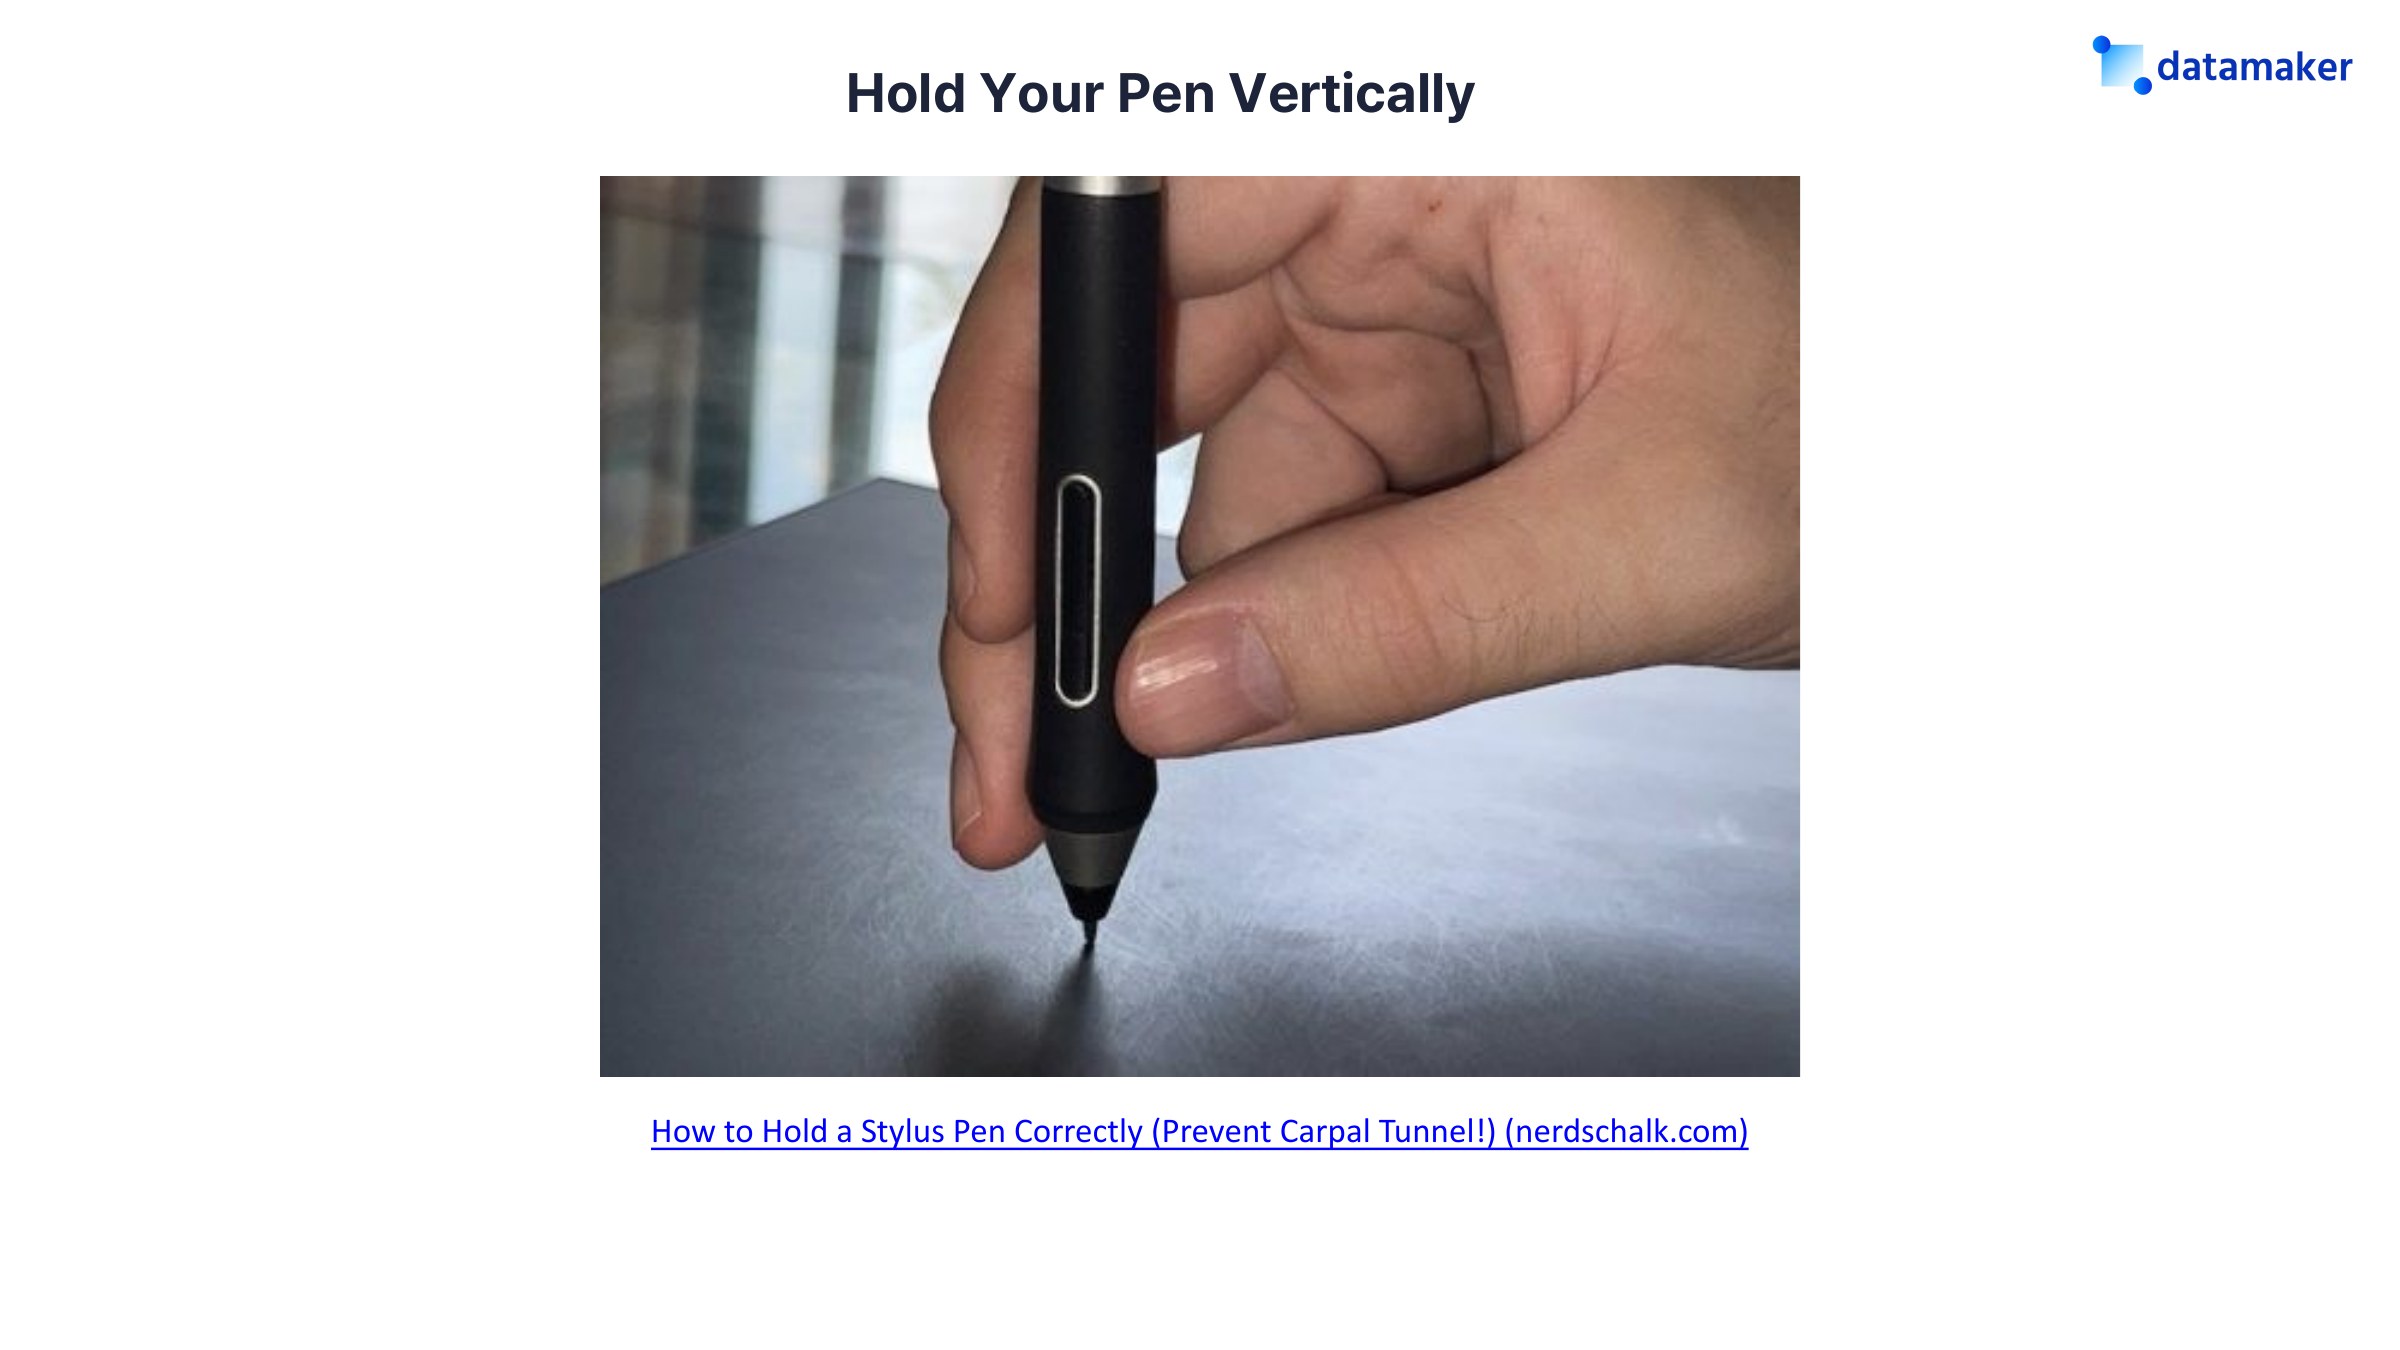 Hold Your Pen Vertically
datamaker
How to Hold a Stylus Pen Correctly (Prevent Carpal Tunnel!) (nerdschalk.com)